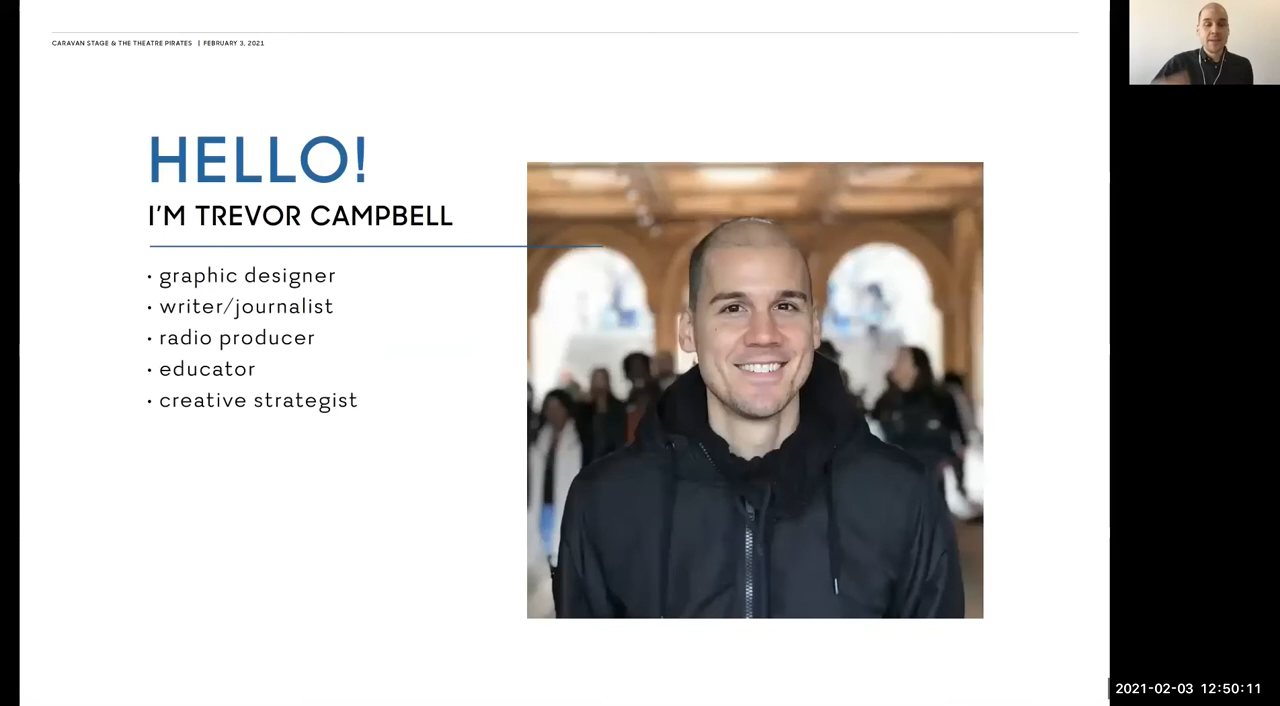 CARAVAN STAGE & THE THEATRE PIRATES | FEBRUARY 3, 2021
HELLO!
I'M TREVOR CAMPBELL
• graphic designer
• writer/journalist
• radio producer
• educator
• creative strategist
2021-02-03 12:50:11